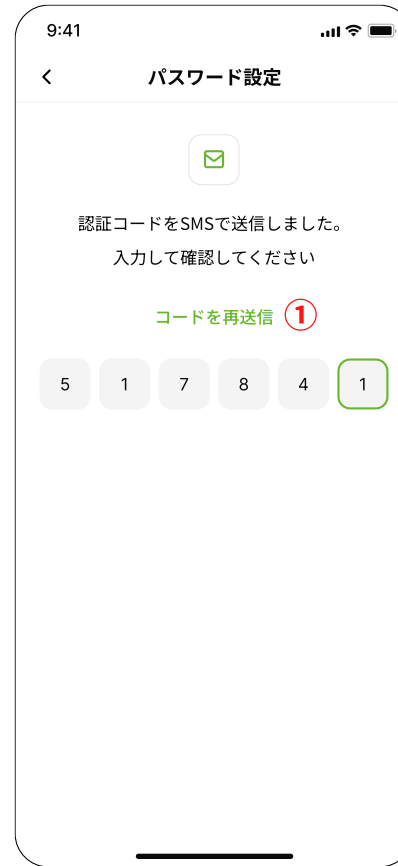 9:41
パスワード設定
認証コードをSMSで送信しました。
入力して確認してください
コードを再送信 1
5 1 7 8 4 1